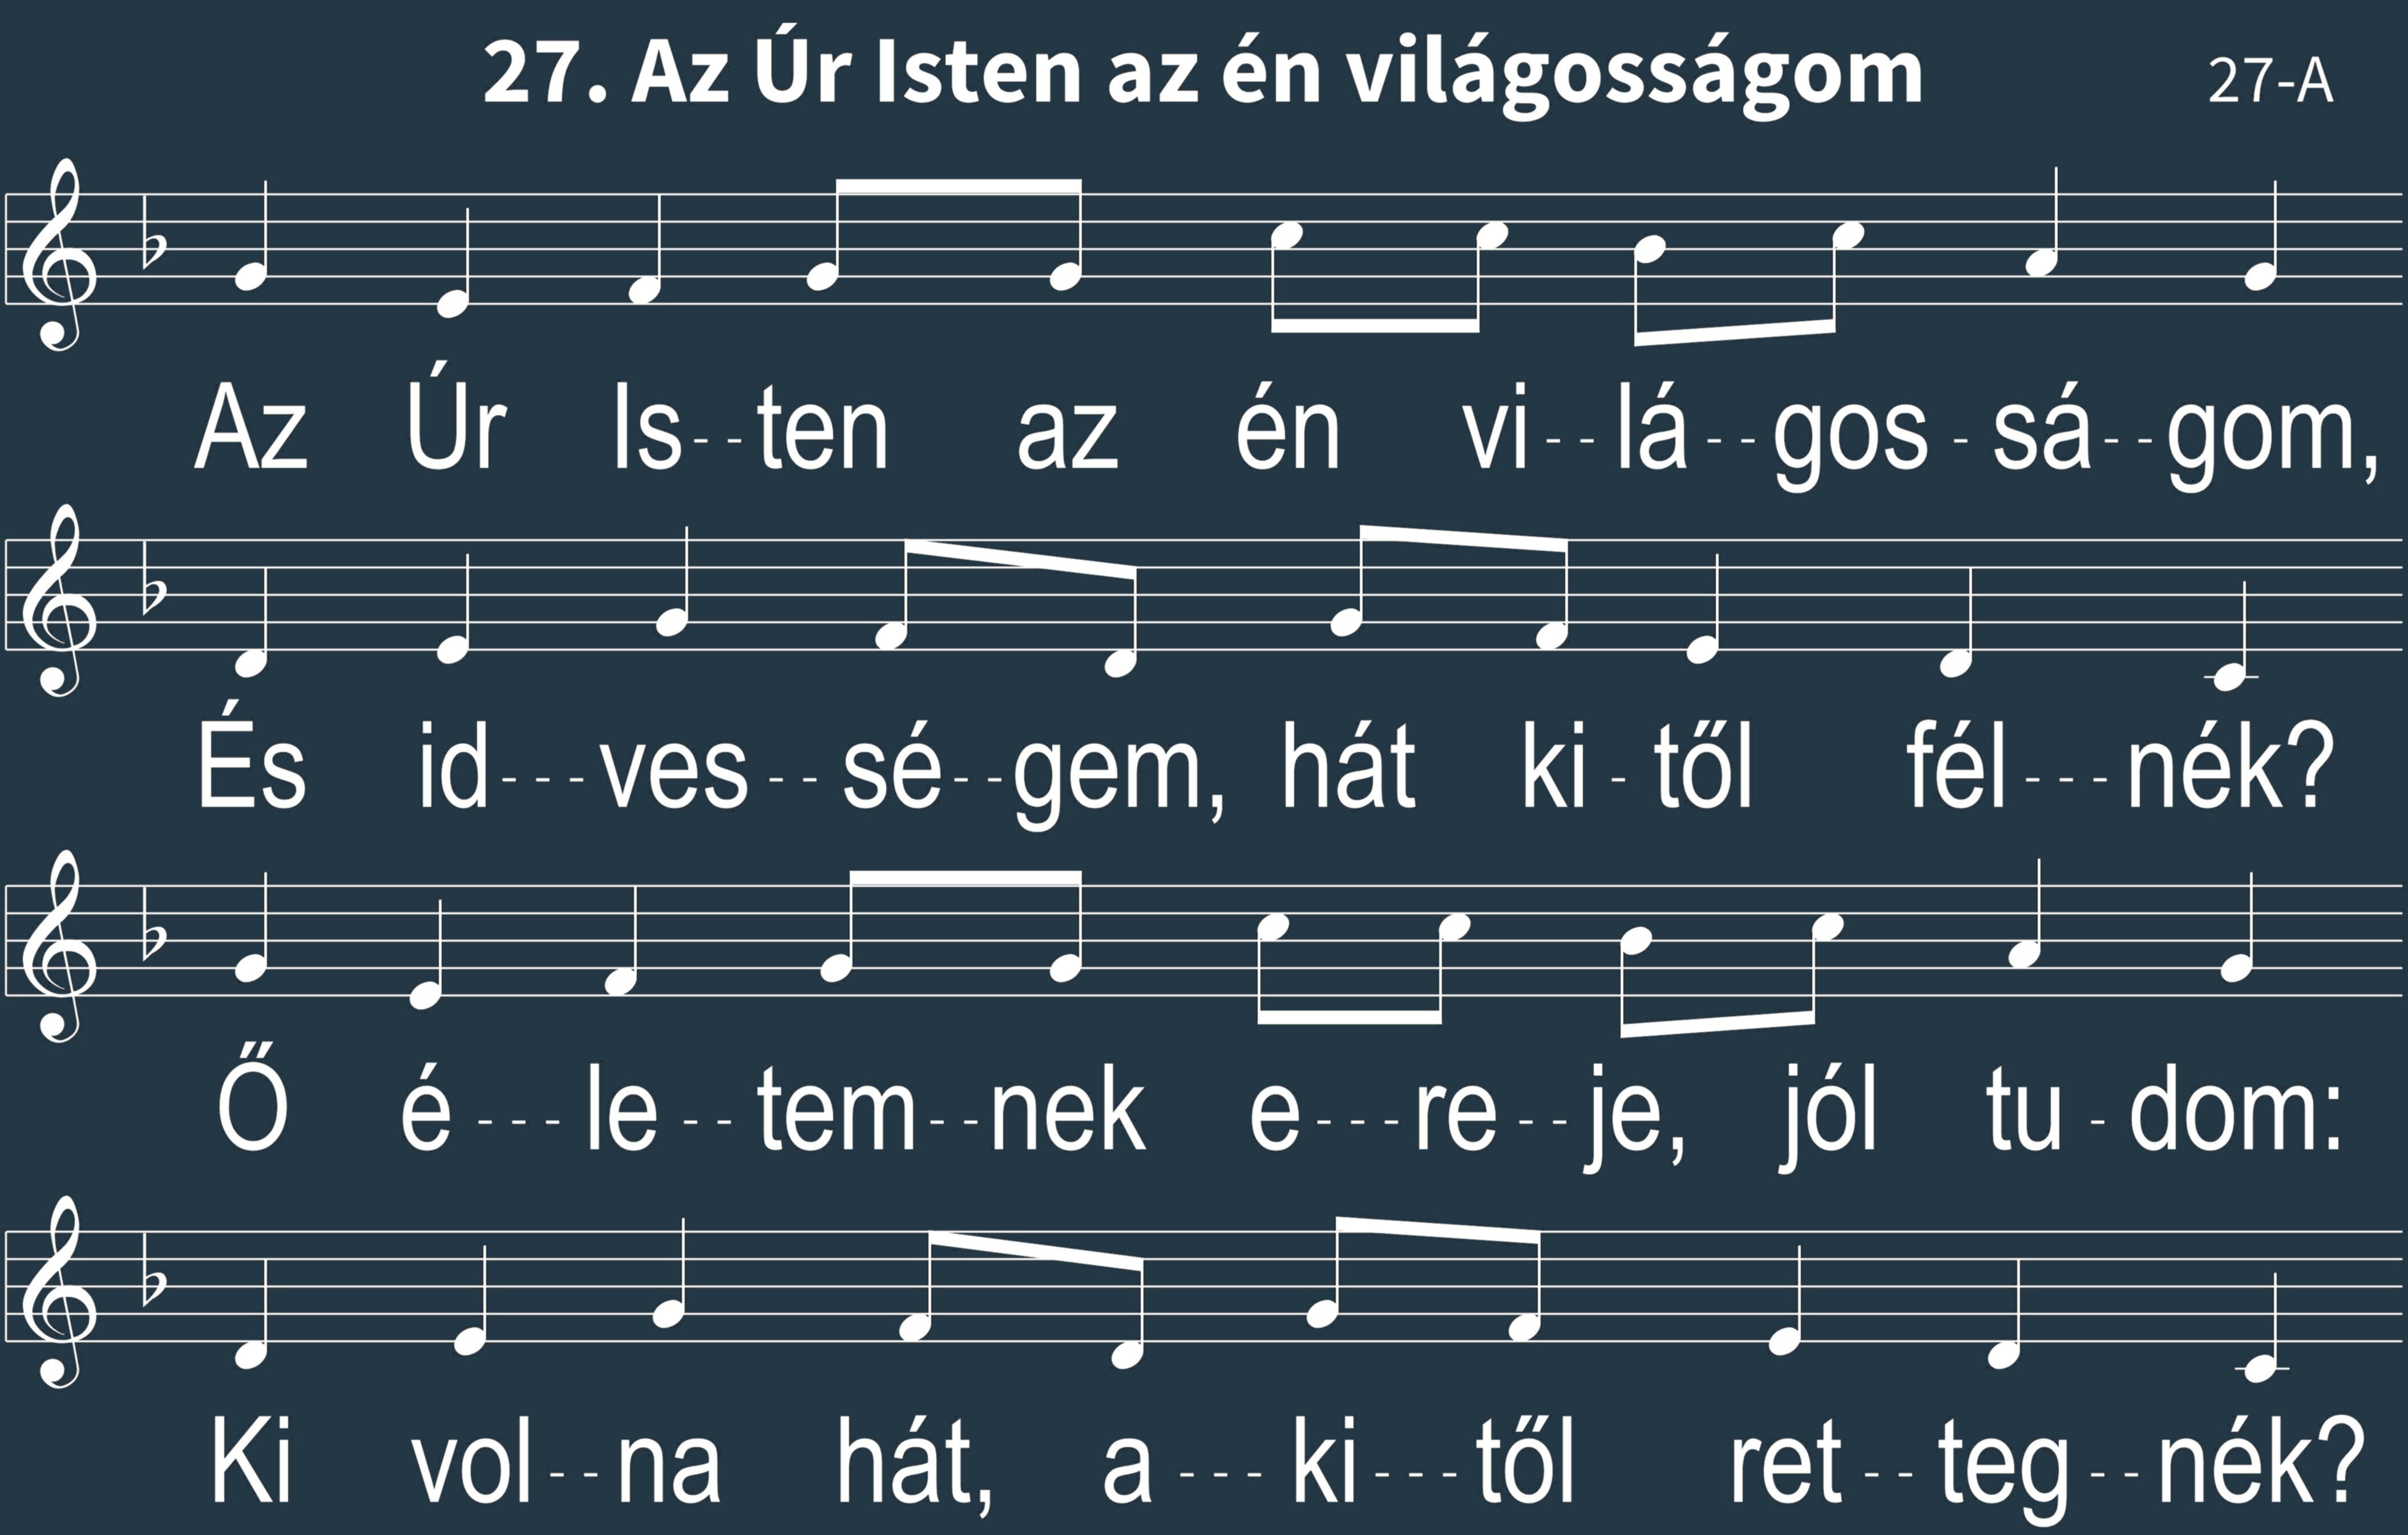 27. Az Úr Isten az én világosságom
27-A
Az Úr Is--ten az én vi--lá--gos-sá--gom,
És id---ves--sé--gem, hát ki-től fél---nék?
Ő é---le--tem--nek e---re--je, jól tu-dom:
Ki vol--na hát, a---ki---től ret--teg--nék?